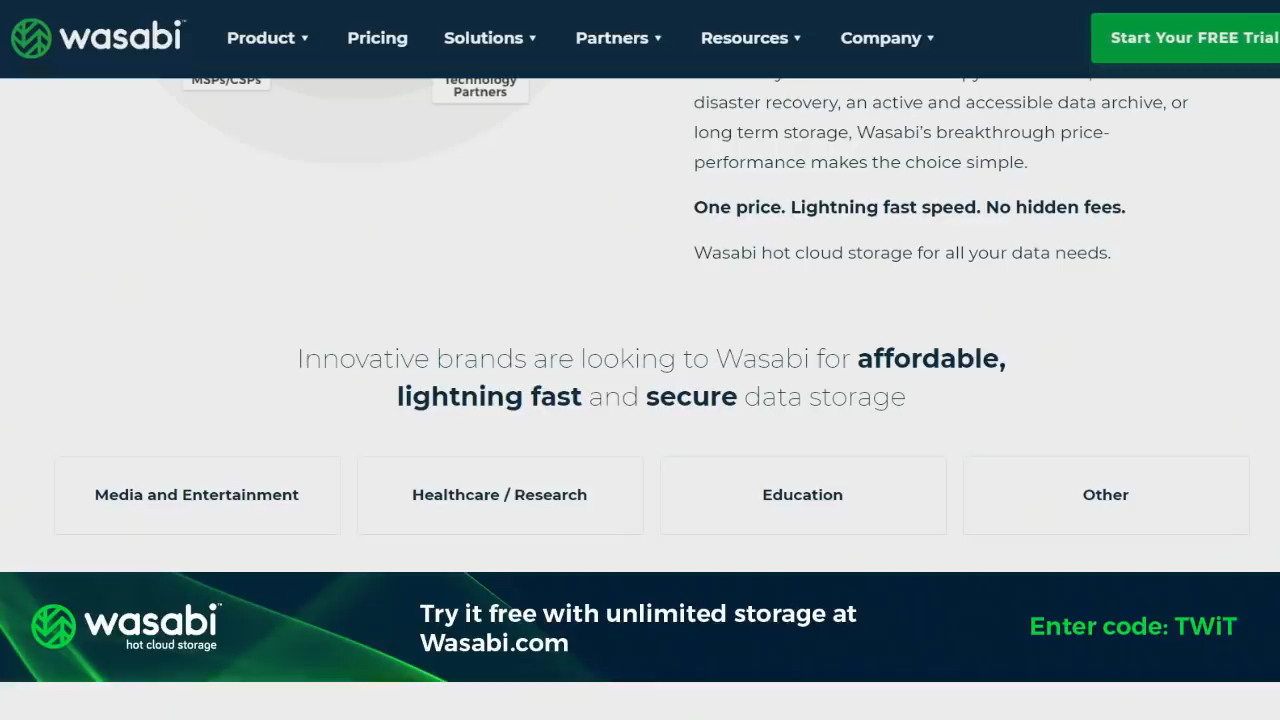 wasabi
Product Pricing Solutions Partners Resources Company Start Your FREE Trial
MSPs/CSPs
Technology
Partners
disaster recovery, an active and accessible data archive, or
long term storage, Wasabi’s breakthrough price-
performance makes the choice simple.
One price. Lightning fast speed. No hidden fees.
Wasabi hot cloud storage for all your data needs.
Innovative brands are looking to Wasabi for affordable,
lightning fast and secure data storage
Media and Entertainment
Healthcare / Research
Education
Other
wasabi
hot cloud storage
Try it free with unlimited storage at
Wasabi.com
Enter code: TWiT